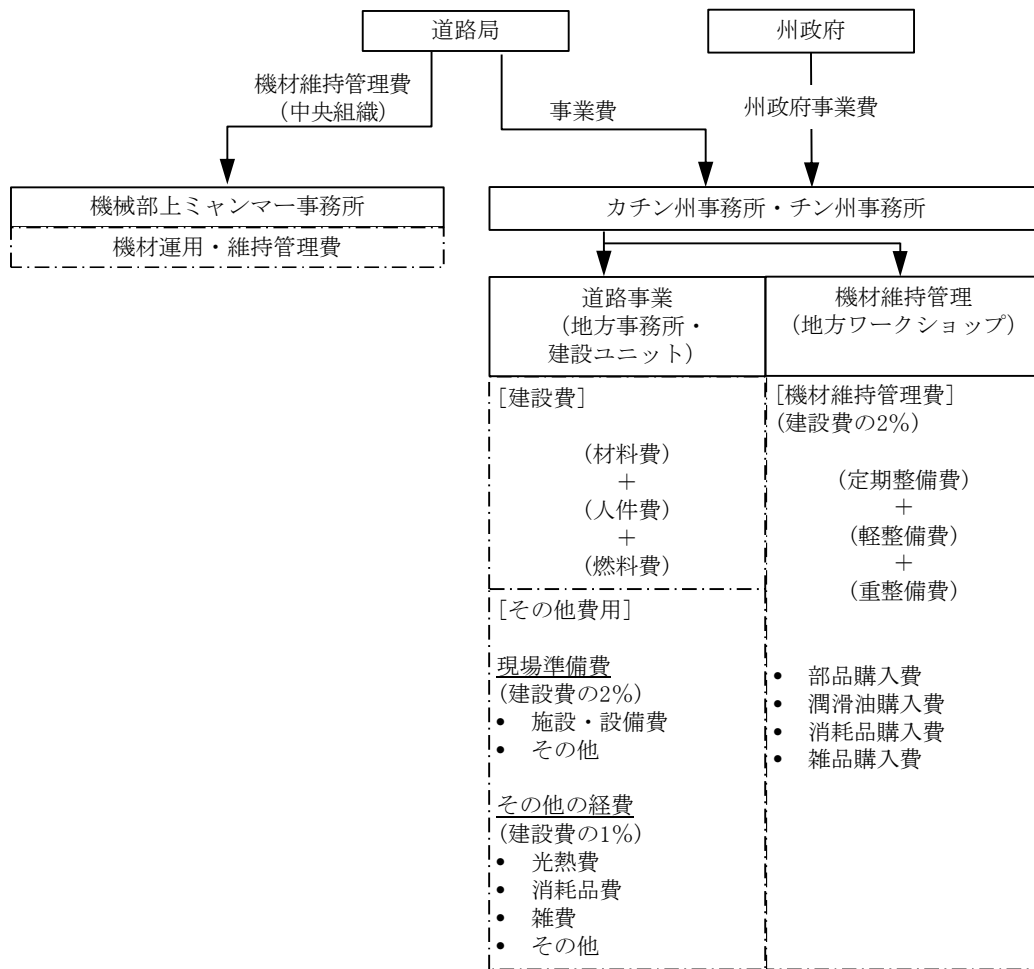 道路局
州政府
機材維持管理費
（中央組織）
事業費
州政府事業費
機械部上ミャンマー事務所
機材運用・維持管理費
カチン州事務所・チン州事務所
道路事業
（地方事務所・
建設ユニット）
機材維持管理
（地方ワークショップ）
[建設費]
（材料費）
+
（人件費）
+
（燃料費）
[その他費用]
現場準備費
（建設費の2%）
• 施設・設備費
• その他
その他の経費
（建設費の1%）
• 光熱費
• 消耗品費
• 雑費
• その他
[機材維持管理費]
（建設費の2%）
（定期整備費）
+
（軽整備費）
+
（重整備費）
• 部品購入費
• 潤滑油購入費
• 消耗品購入費
• 雑品購入費